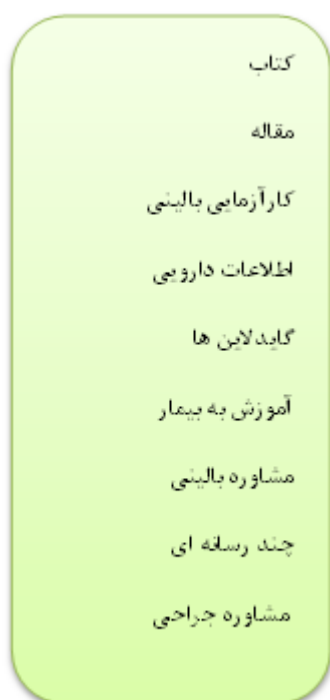 کتاب
مقاله
کارآزمایی بالینی
اطلاعات دارویی
گایدلاین ها
آموزش به بیمار
مشاوره بالینی
چند رسانه ای
مشاوره جراحی